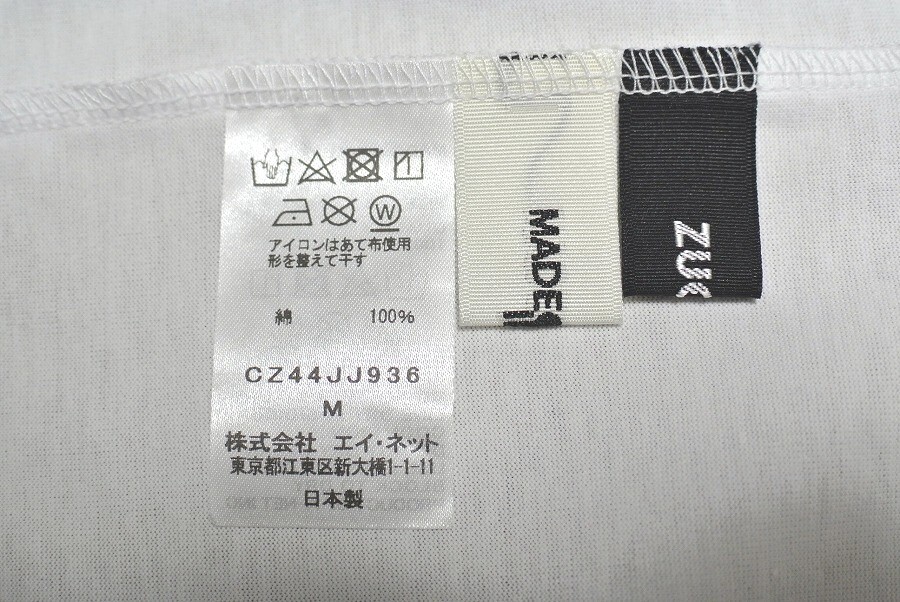 W
アイコンはあて布使用
形を整えて干す
綿 100%
CZ44JJ936
M
株式会社 エイ・ネット
東京都江東区新大橋1-1-11
日本製
MADE
ZU